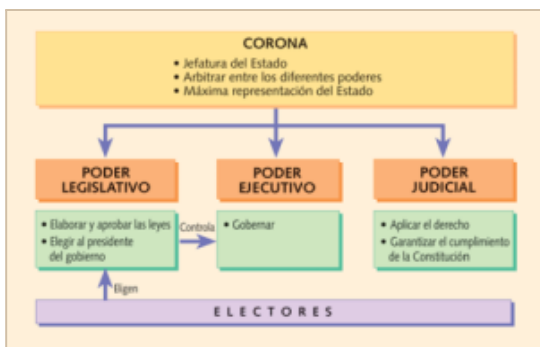 CORONA
• Jefatura del Estado
• Arbitrar entre los diferentes poderes
• Máxima representación del Estado
PODER
LEGISLATIVO
PODER
EJECUTIVO
PODER
JUDICIAL
• Elaborar y aprobar las leyes
• Elegir al presidente
del gobierno
Controla
• Gobernar
• Aplicar el derecho
• Garantizar el cumplimiento
de la Constitución
Eligen
ELECTORES